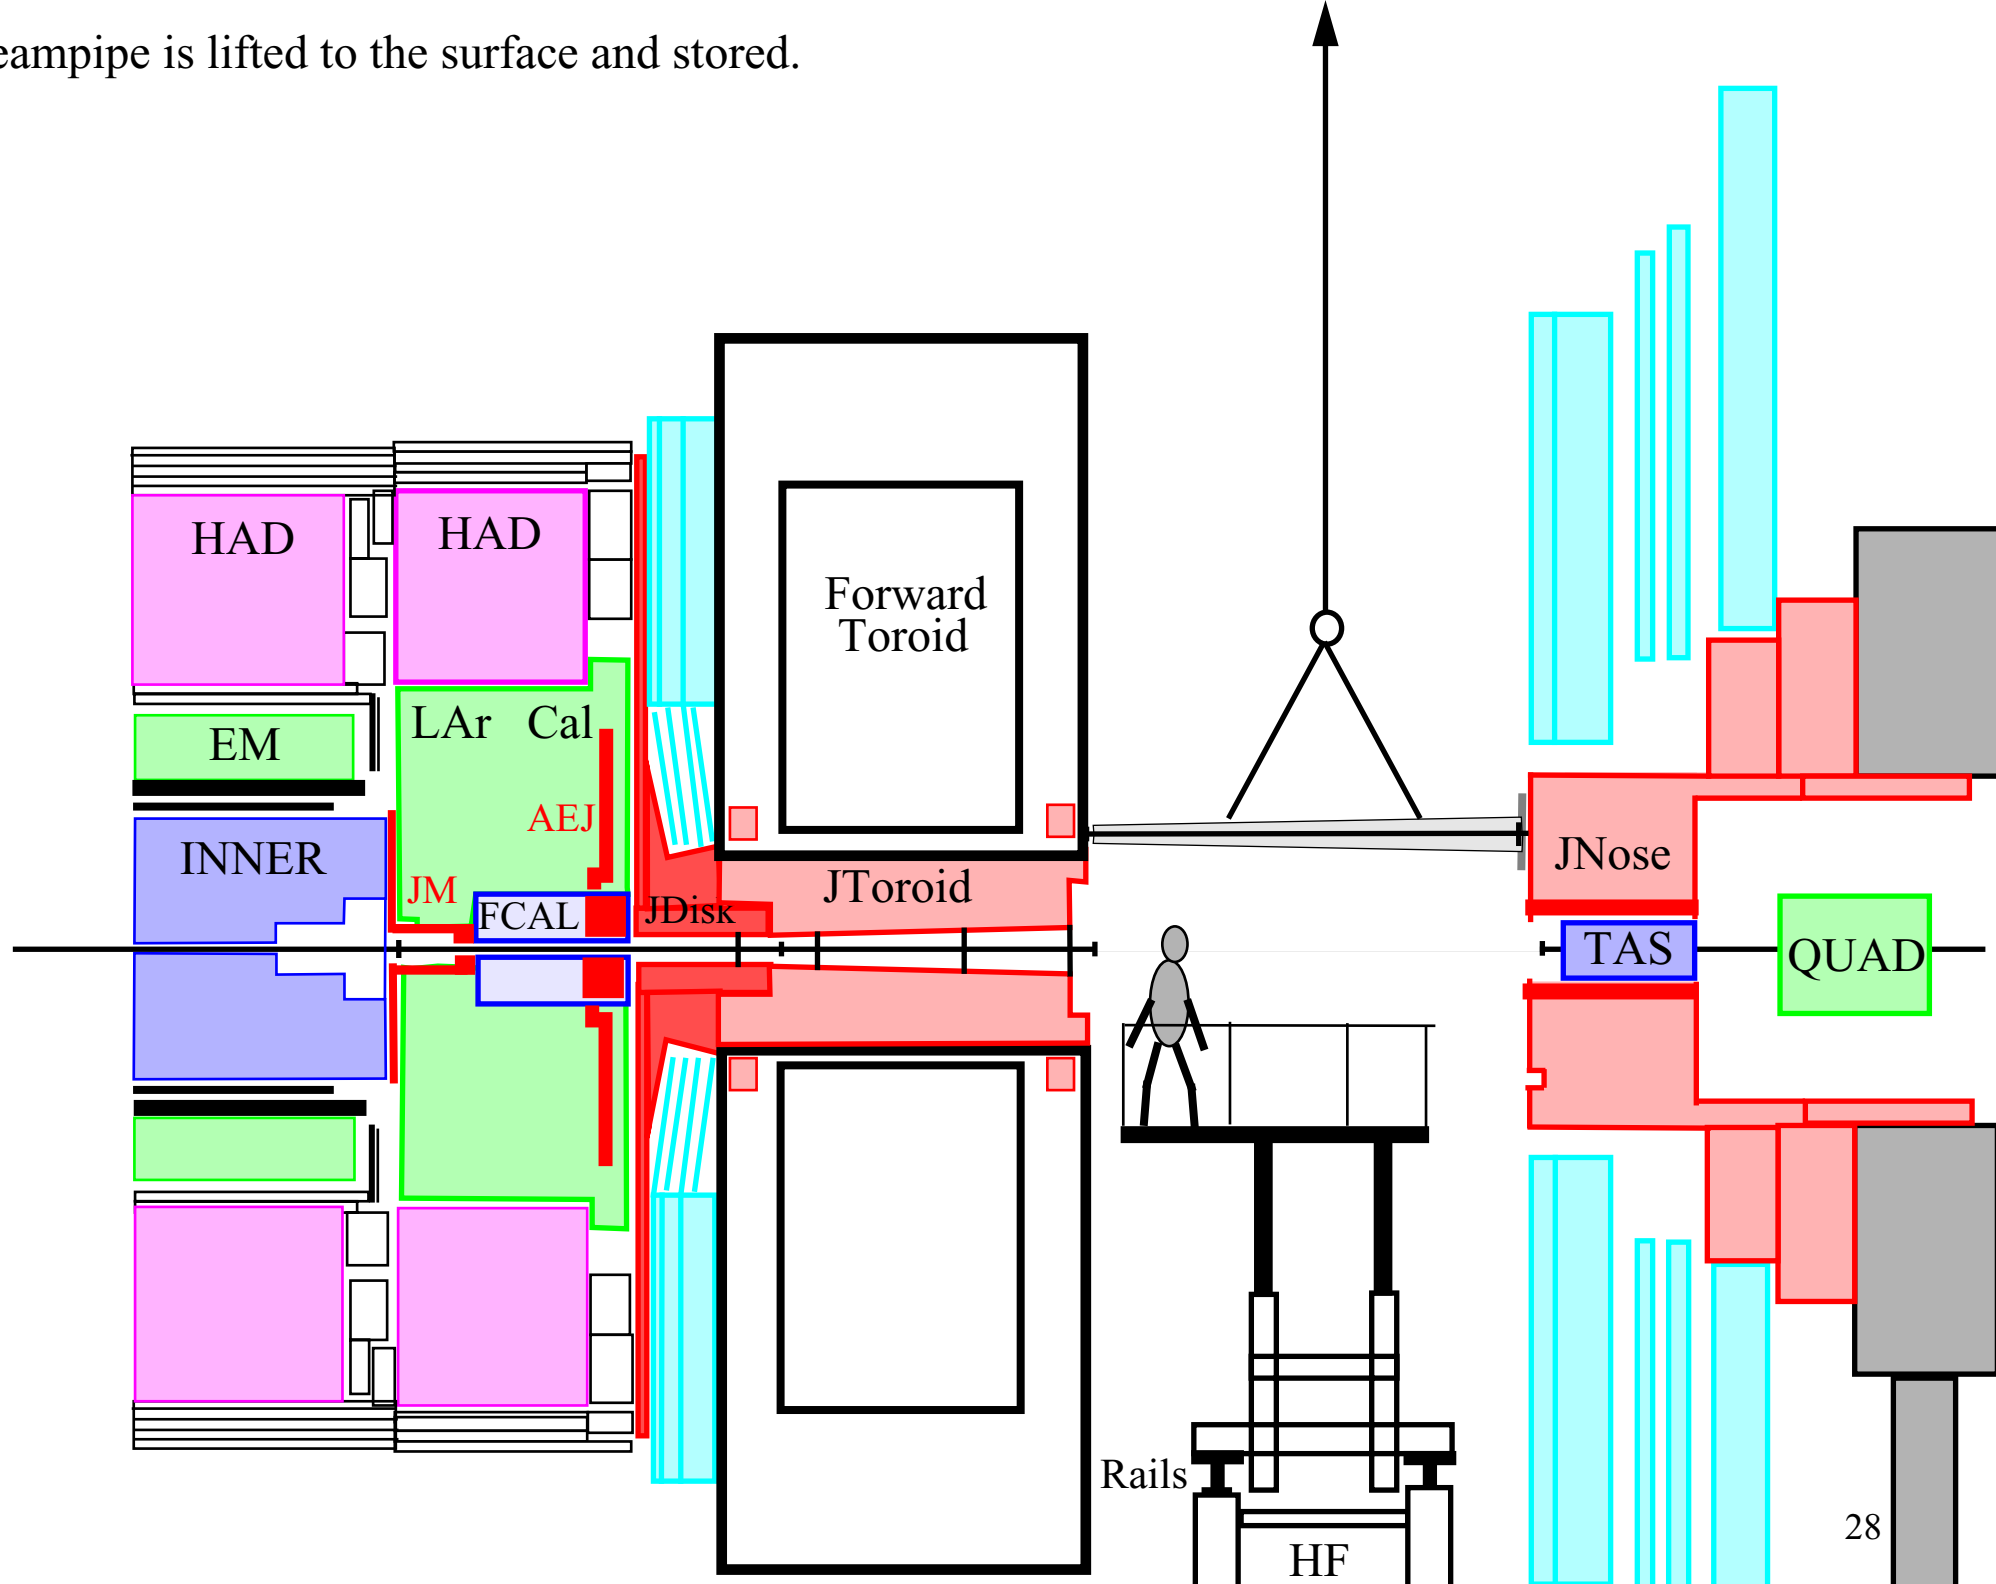 eampipe is lifted to the surface and stored.
HAD
HAD
Forward
Toroid
LAr Cal
EM
AEJ
INNER
JM
FCAL
JDisk
JToroid
JNose
TAS
QUAD
Rails
HF
28